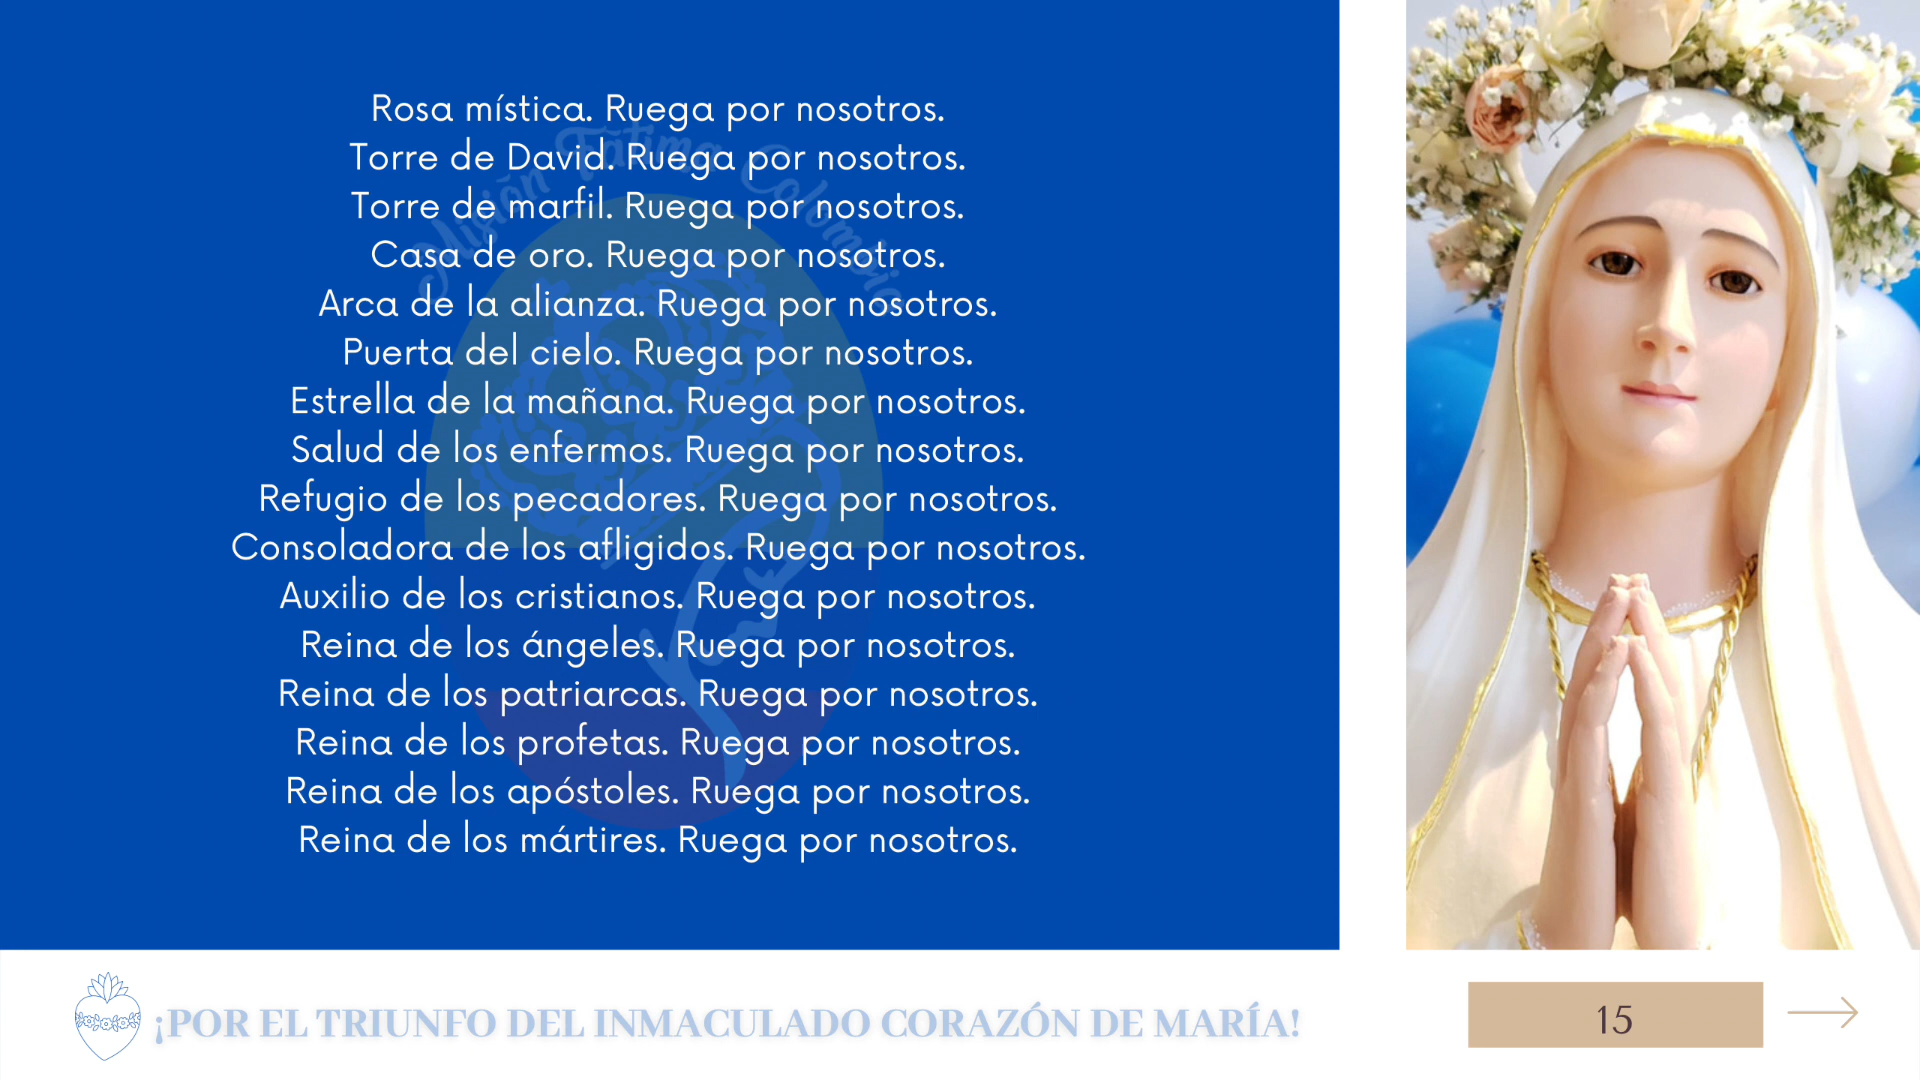 Rosa mística. Ruega por nosotros.
Torre de David. Ruega por nosotros.
Torre de marfil. Ruega por nosotros.
Casa de oro. Ruega por nosotros.
Arca de la alianza. Ruega por nosotros.
Puerta del cielo. Ruega por nosotros.
Estrella de la mañana. Ruega por nosotros.
Salud de los enfermos. Ruega por nosotros.
Refugio de los pecadores. Ruega por nosotros.
Consoladora de los afligidos. Ruega por nosotros.
Auxilio de los cristianos. Ruega por nosotros.
Reina de los ángeles. Ruega por nosotros.
Reina de los patriarcas. Ruega por nosotros.
Reina de los profetas. Ruega por nosotros.
Reina de los apóstoles. Ruega por nosotros.
Reina de los mártires. Ruega por nosotros.
Misión Fátima Colombia
¡POR EL TRIUNFO DEL INMACULADO CORAZÓN DE MARÍA!
15